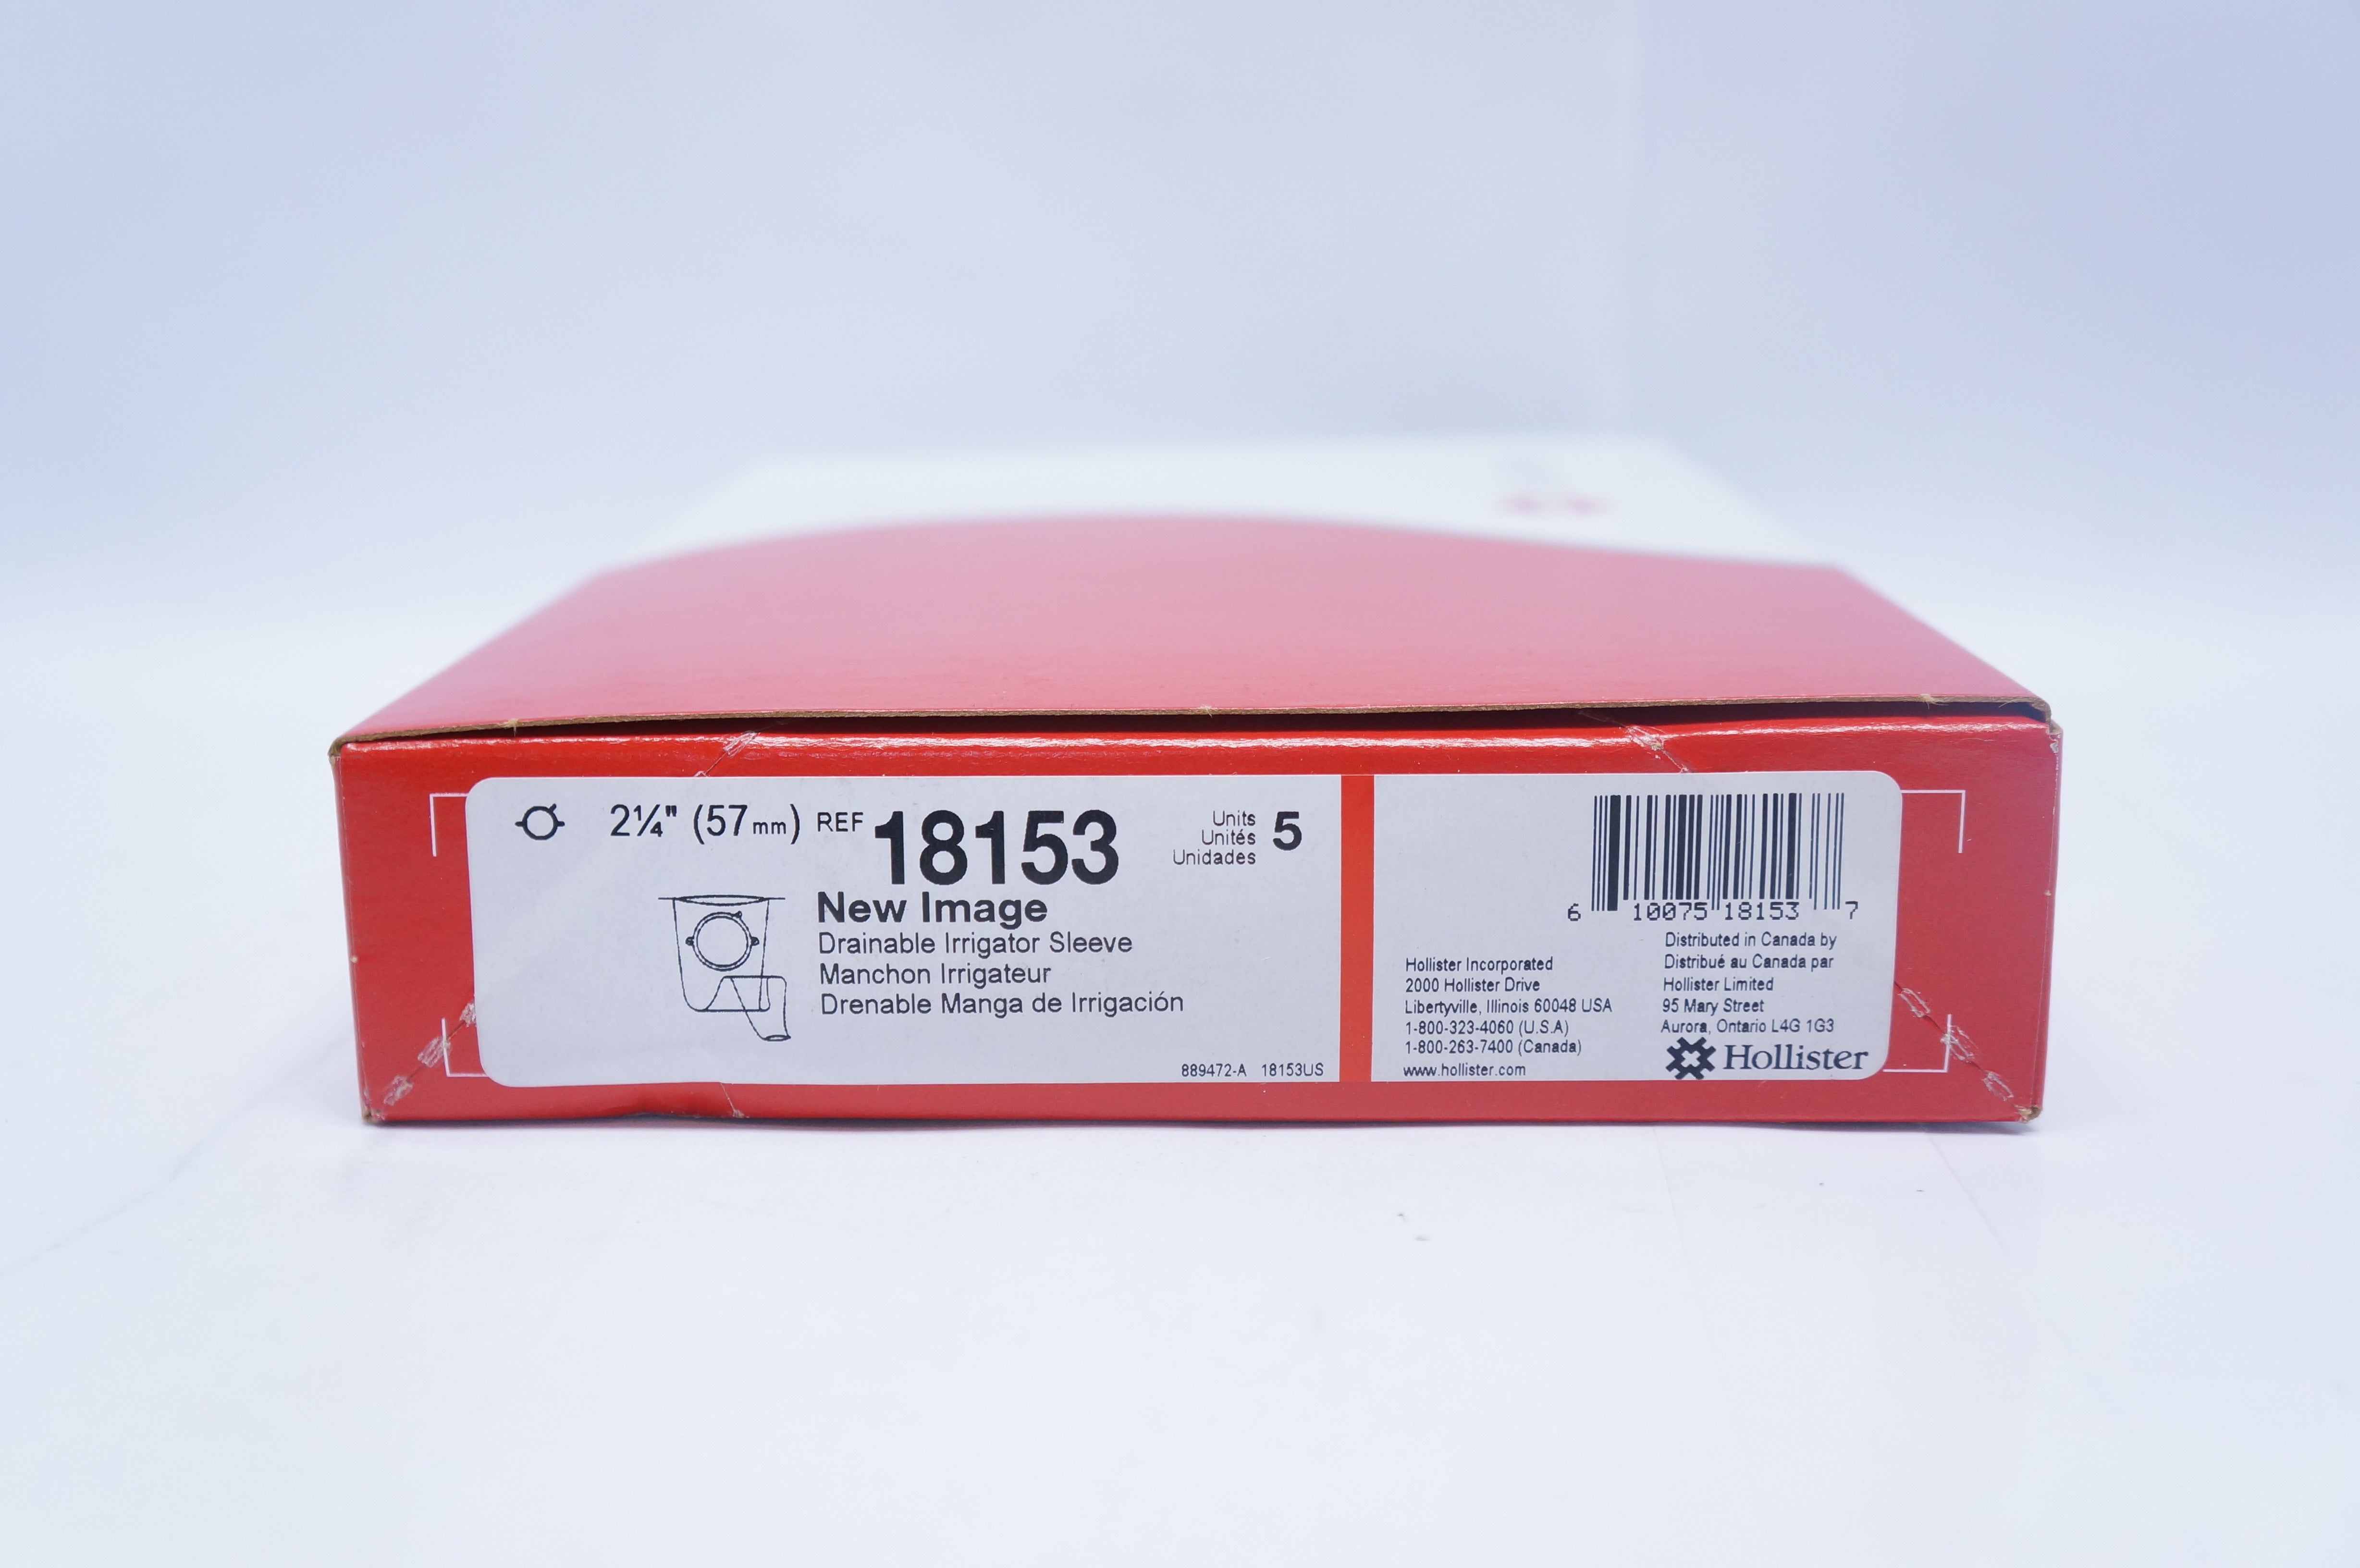 2¼" (57mm) REF 18153
Units
Unités
Unidades
5
New Image
Drainable Irrigator Sleeve
Manchon Irrigateur
Drenable Manga de Irrigación
889472-A 18153US
6 10075 18153 7
Hollister Incorporated
2000 Hollister Drive
Libertyville, Illinois 60048 USA
1-800-323-4060 (U.S.A)
1-800-263-7400 (Canada)
www.hollister.com
Distributed in Canada by
Distribué au Canada par
Hollister Limited
95 Mary Street
Aurora, Ontario L4G 1G3
Hollister